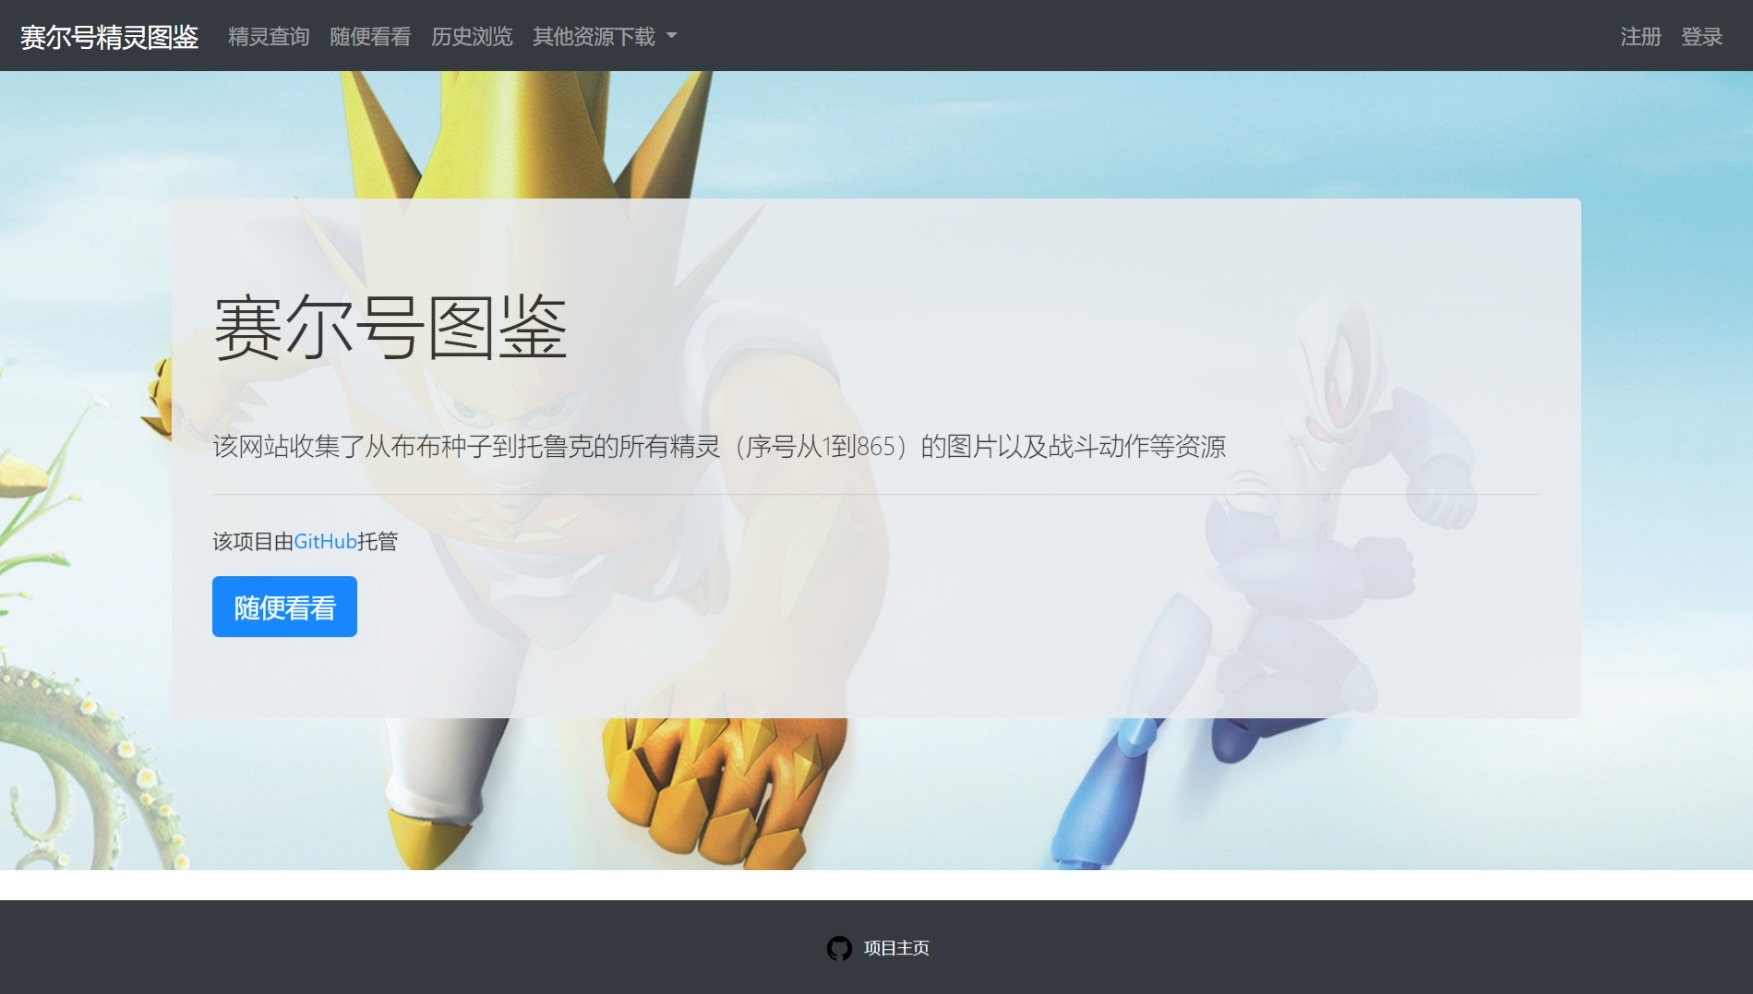 赛尔号精灵图鉴 精灵查询 随便看看 历史浏览 其他资源下载 注册 登录
赛尔号图鉴
该网站收集了从布布种子到托鲁克的所有精灵（序号从1到865）的图片以及战斗动作等资源
该项目由GitHub托管
随便看看
项目主页